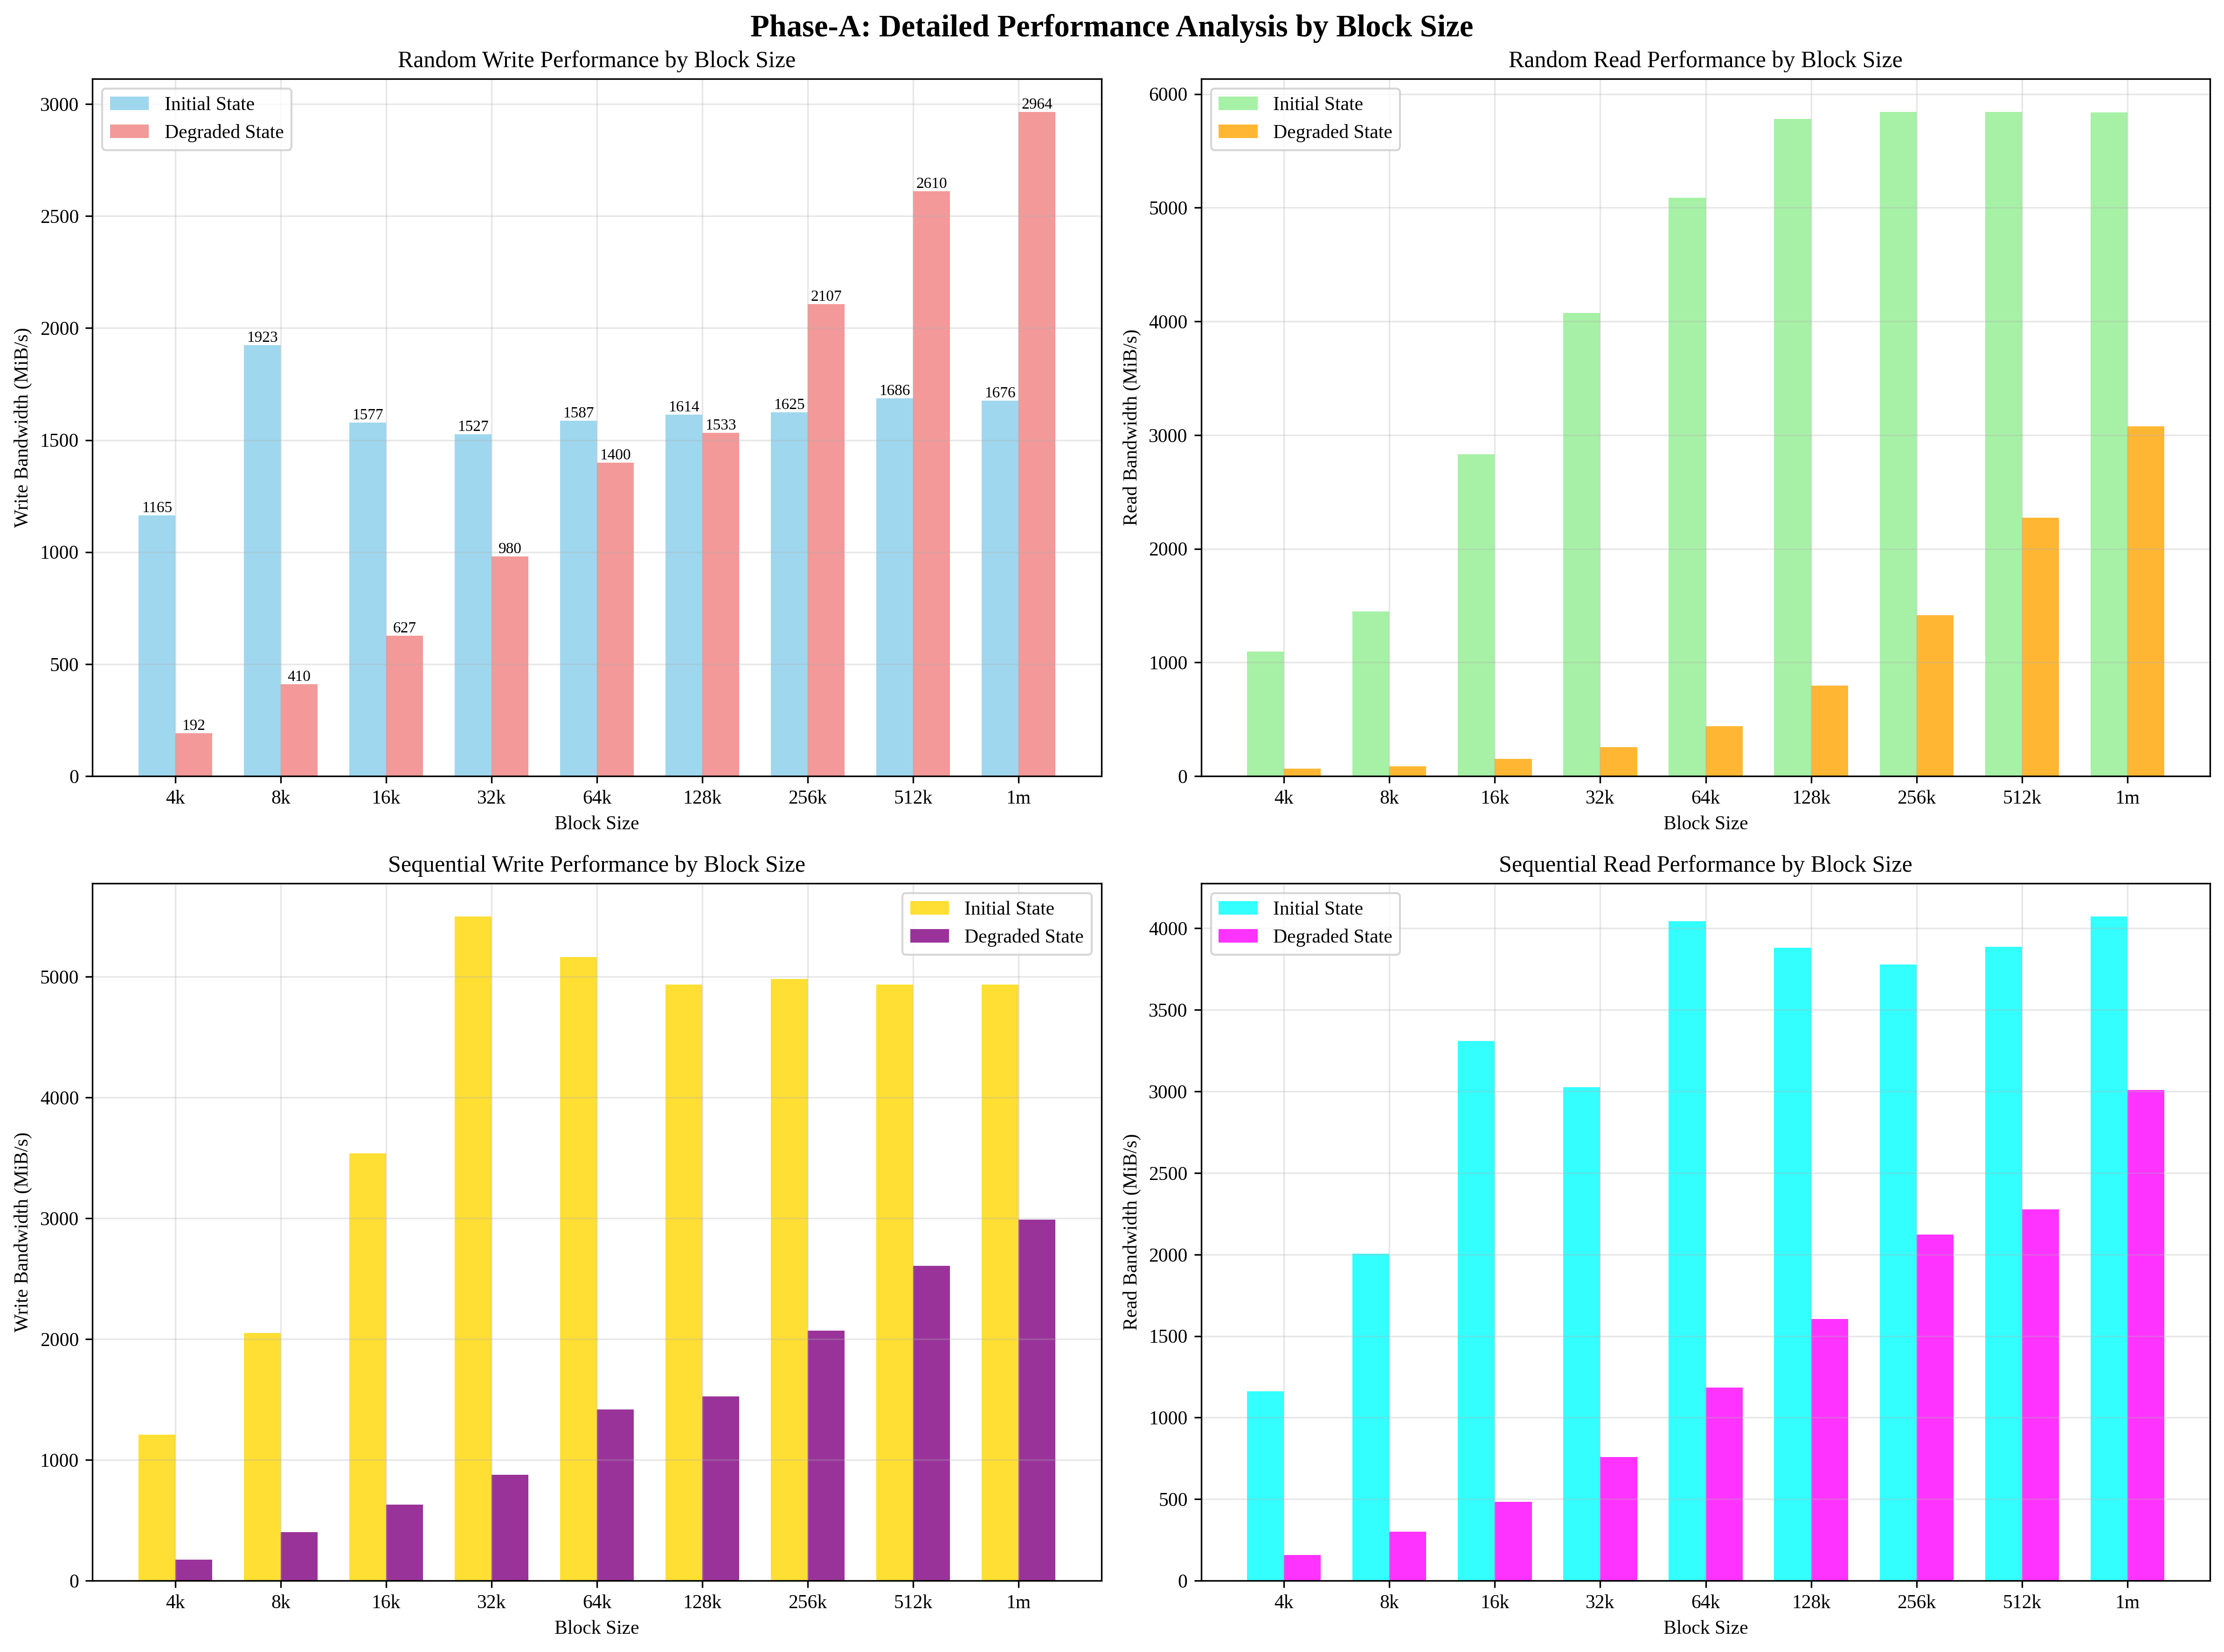 Phase-A: Detailed Performance Analysis by Block Size
Random Write Performance by Block Size
Initial State
Degraded State
Write Bandwidth (MiB/s)
3000
2500
2000
1500
1000
500
0
1165
1923
1577
1527
1587
1614
1625
1686
1676
192
410
627
980
1400
1533
2107
2610
2964
4k 8k 16k 32k 64k 128k 256k 512k 1m
Block Size
Random Read Performance by Block Size
Initial State
Degraded State
Read Bandwidth (MiB/s)
6000
5000
4000
3000
2000
1000
0
4k 8k 16k 32k 64k 128k 256k 512k 1m
Block Size
Sequential Write Performance by Block Size
Initial State
Degraded State
Write Bandwidth (MiB/s)
5000
4000
3000
2000
1000
0
4k 8k 16k 32k 64k 128k 256k 512k 1m
Block Size
Sequential Read Performance by Block Size
Initial State
Degraded State
Read Bandwidth (MiB/s)
4000
3500
3000
2500
2000
1500
1000
500
0
4k 8k 16k 32k 64k 128k 256k 512k 1m
Block Size